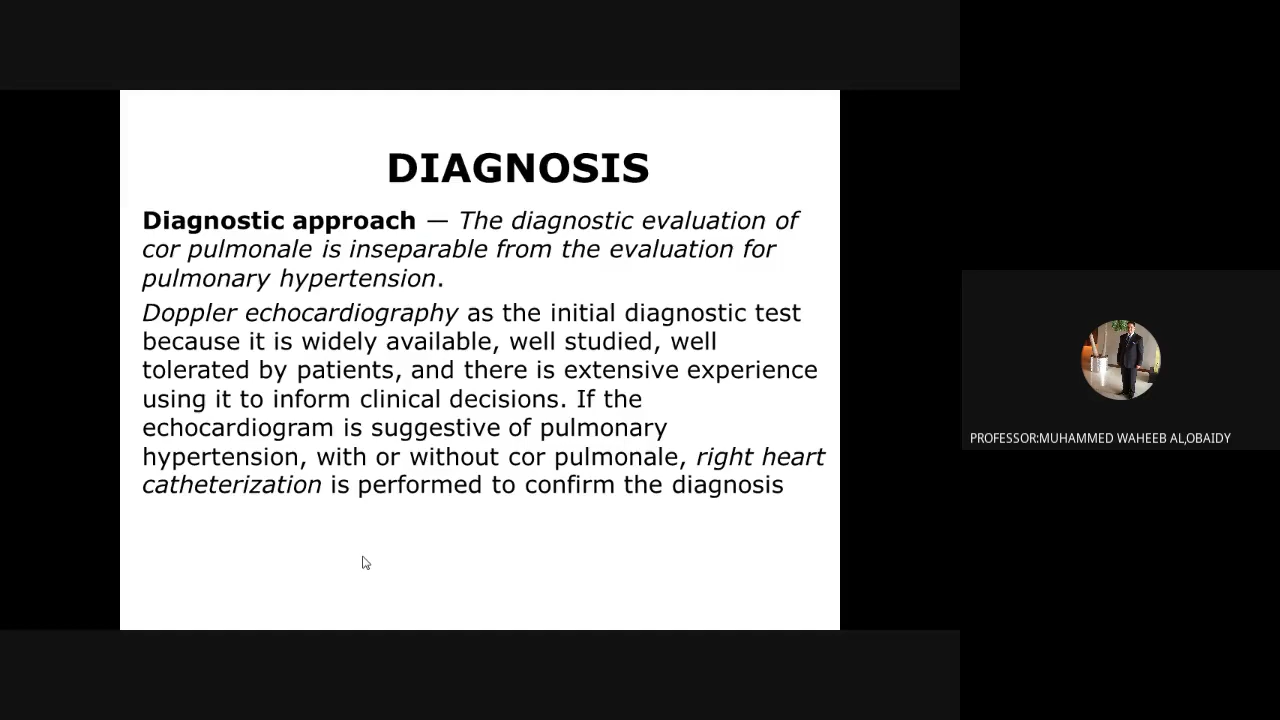 DIAGNOSIS
Diagnostic approach — The diagnostic evaluation of
cor pulmonale is inseparable from the evaluation for
pulmonary hypertension.
Doppler echocardiography as the initial diagnostic test
because it is widely available, well studied, well
tolerated by patients, and there is extensive experience
using it to inform clinical decisions. If the
echocardiogram is suggestive of pulmonary
hypertension, with or without cor pulmonale, right heart
catheterization is performed to confirm the diagnosis
PROFESSOR:MUHAMMED WAHEEB AL,OBAIDY